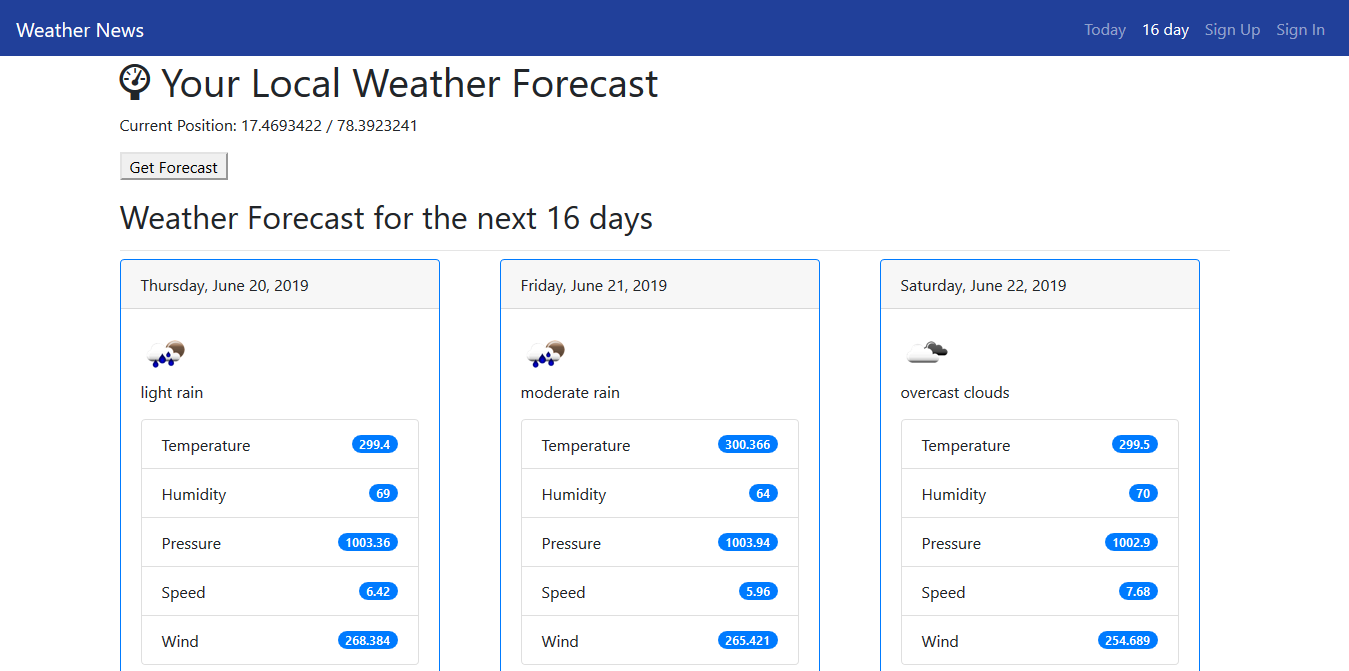 Weather News Today 16 day Sign Up Sign In
Your Local Weather Forecast
Current Position: 17.4693422 / 78.3923241
Get Forecast
Weather Forecast for the next 16 days
Thursday, June 20, 2019
light rain
Temperature 299.4
Humidity 69
Pressure 1003.36
Speed 6.42
Wind 268.384
Friday, June 21, 2019
moderate rain
Temperature 300.366
Humidity 64
Pressure 1003.94
Speed 5.96
Wind 265.421
Saturday, June 22, 2019
overcast clouds
Temperature 299.5
Humidity 70
Pressure 1002.9
Speed 7.68
Wind 254.689